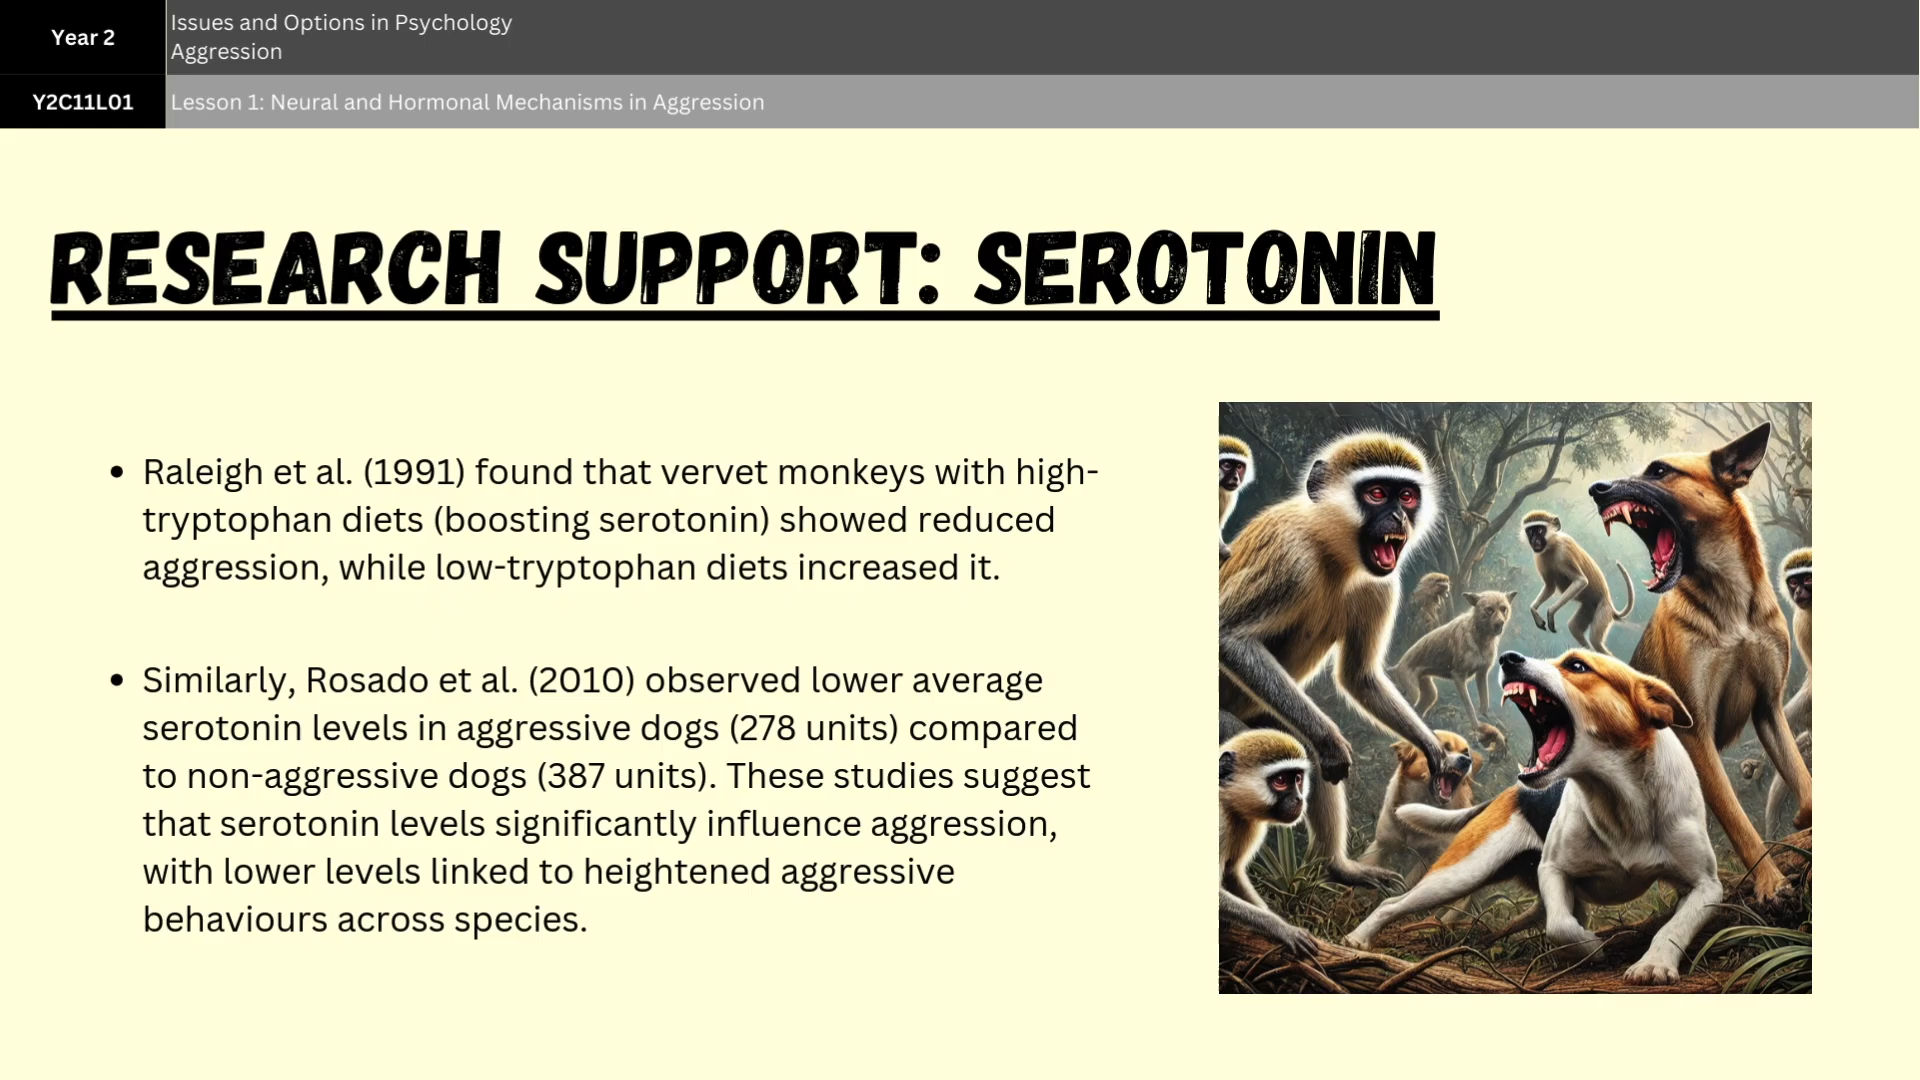 Year 2
Issues and Options in Psychology
Aggression
Y2C11L01
Lesson 1: Neural and Hormonal Mechanisms in Aggression
RESEARCH SUPPORT: SEROTONIN
• Raleigh et al. (1991) found that vervet monkeys with high-
tryptophan diets (boosting serotonin) showed reduced
aggression, while low-tryptophan diets increased it.
• Similarly, Rosado et al. (2010) observed lower average
serotonin levels in aggressive dogs (278 units) compared
to non-aggressive dogs (387 units). These studies suggest
that serotonin levels significantly influence aggression,
with lower levels linked to heightened aggressive
behaviours across species.